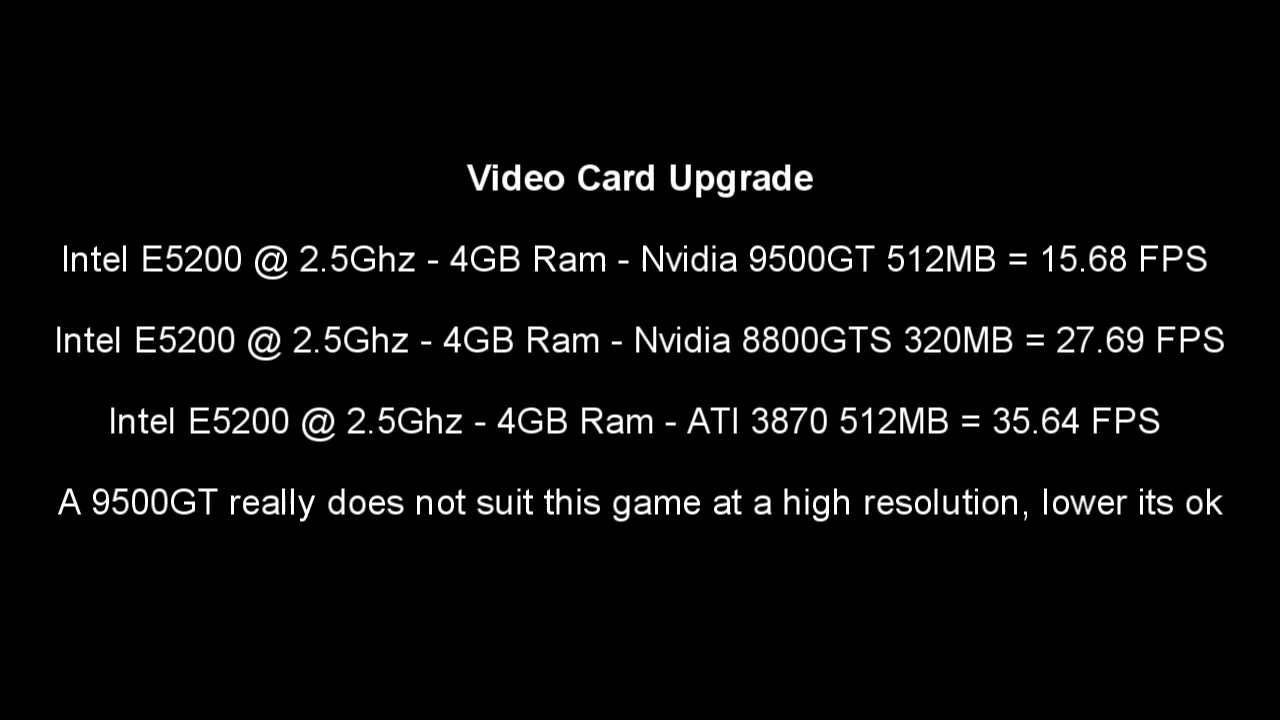 Video Card Upgrade
Intel E5200 @ 2.5Ghz - 4GB Ram - Nvidia 9500GT 512MB = 15.68 FPS
Intel E5200 @ 2.5Ghz - 4GB Ram - Nvidia 8800GTS 320MB = 27.69 FPS
Intel E5200 @ 2.5Ghz - 4GB Ram - ATI 3870 512MB = 35.64 FPS
A 9500GT really does not suit this game at a high resolution, lower its ok